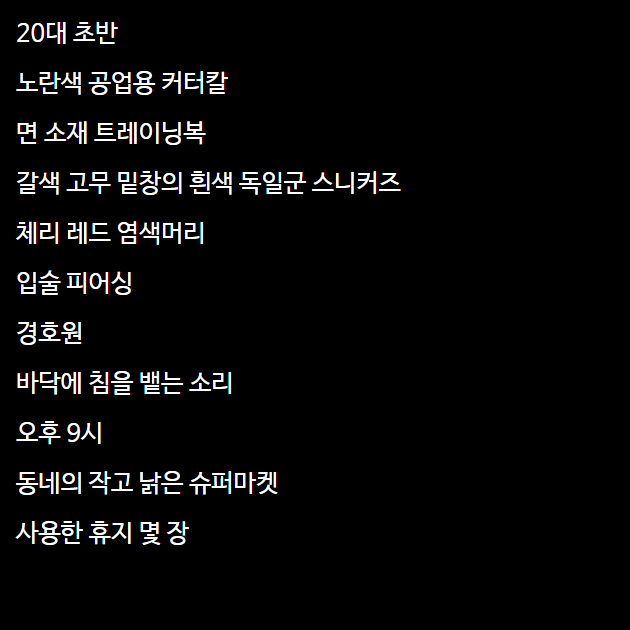 20대 초반
노란색 공업용 커터칼
면 소재 트레이닝복
갈색 고무 밑창의 흰색 독일군 스니커즈
체리 레드 염색머리
입술 피어싱
경호원
바닥에 침을 뱉는 소리
오후 9시
동네의 작고 낡은 슈퍼마켓
사용한 휴지 몇 장